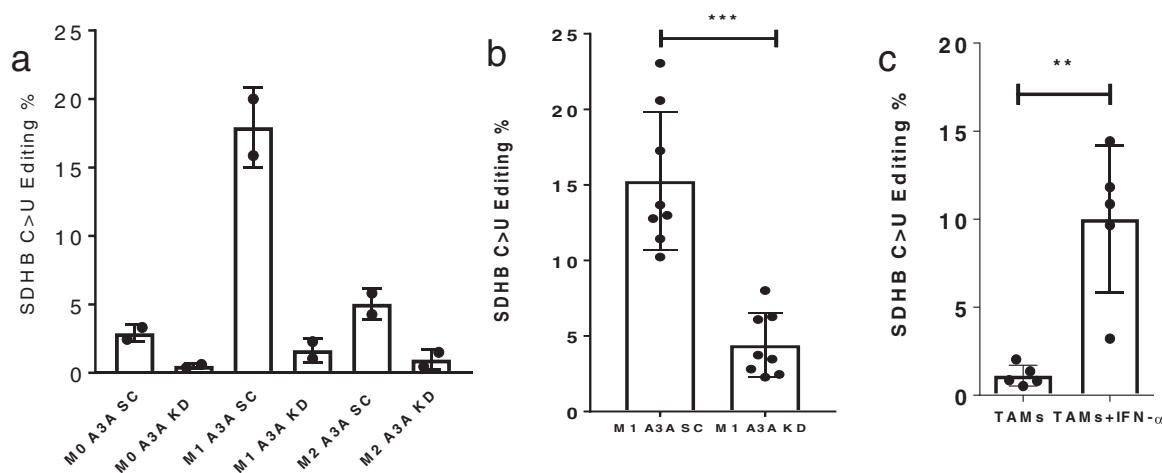 a
SDHB C>U Editing %
25
20
15
10
5
0
M0 A3A SC
M0 A3A KD
M1 A3A SC
M1 A3A KD
M2 A3A SC
M2 A3A KD
b
SDHB C>U Editing %
***
25
20
15
10
5
0
M1 A3A SC
M1 A3A KD
c
SDHB C>U Editing %
**
20
15
10
5
0
TAMs
TAMs+IFN-α